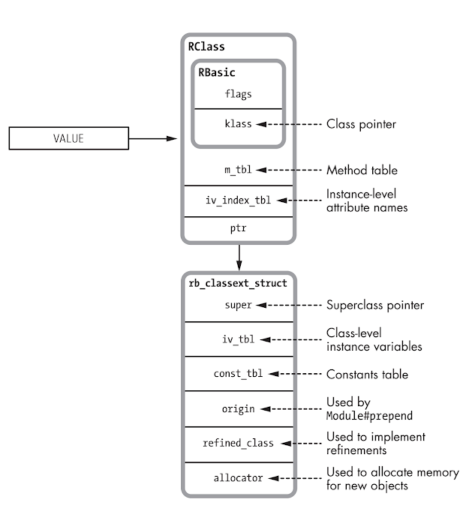 RClass
RBasic
flags
klass
Class pointer
VALUE
m_tbl
Method table
iv_index_tbl
Instance-level
attribute names
ptr
rb_classext_struct
super
Superclass pointer
iv_tbl
Class-level
instance variables
const_tbl
Constants table
origin
Used by
Module#prepend
refined_class
Used to implement
refinements
allocator
Used to allocate memory
for new objects